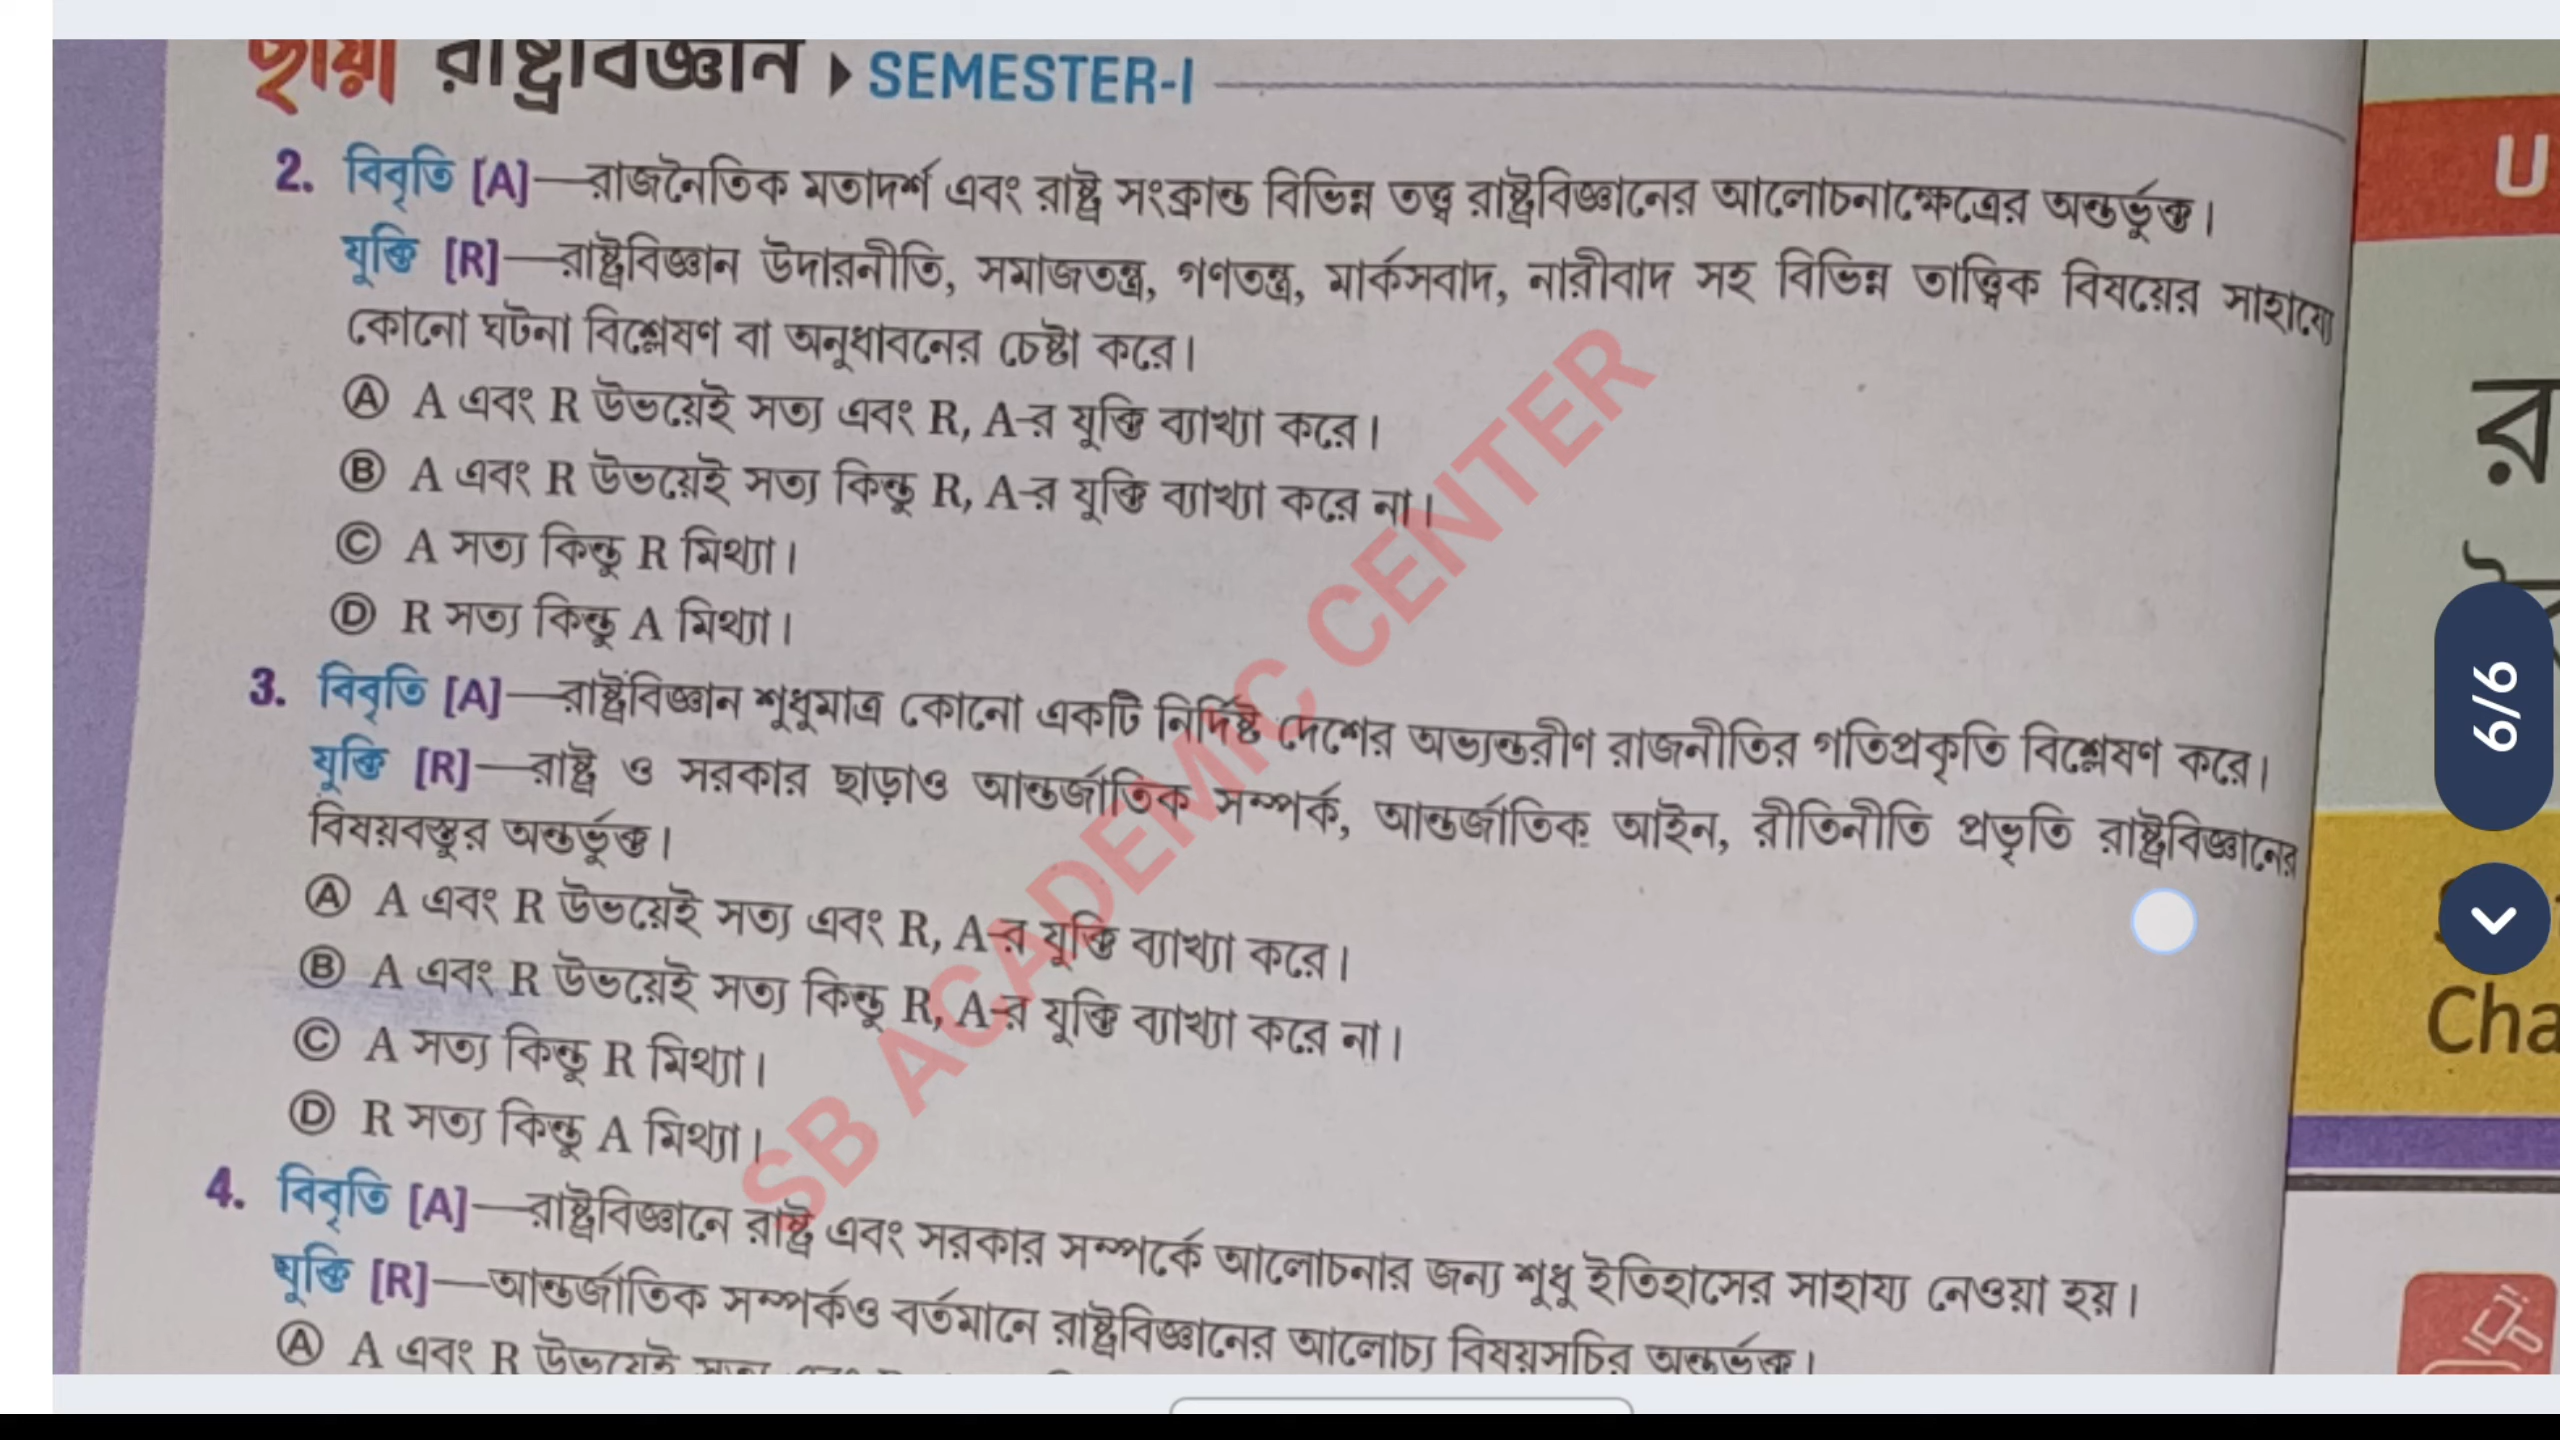 ছায়া রাষ্ট্রবিজ্ঞান ▸ SEMESTER-I
2. বিবৃতি [A]—রাজনৈতিক মতাদর্শ এবং রাষ্ট্র সংক্রান্ত বিভিন্ন তত্ত্ব রাষ্ট্রবিজ্ঞানের আলোচনাক্ষেত্রের অন্তর্ভুক্ত।
যুক্তি [R]—রাষ্ট্রবিজ্ঞান উদারনীতি, সমাজতন্ত্র, গণতন্ত্র, মার্কসবাদ, নারীবাদ সহ বিভিন্ন তাত্ত্বিক বিষয়ের সাহায্যে
কোনো ঘটনা বিশ্লেষণ বা অনুধাবনের চেষ্টা করে।
Ⓐ A এবং R উভয়েই সত্য এবং R, A-র যুক্তি ব্যাখ্যা করে।
Ⓑ A এবং R উভয়েই সত্য কিন্তু R, A-র যুক্তি ব্যাখ্যা করে না।
Ⓒ A সত্য কিন্তু R মিথ্যা।
Ⓓ R সত্য কিন্তু A মিথ্যা।
3. বিবৃতি [A]—রাষ্ট্রবিজ্ঞান শুধুমাত্র কোনো একটি নির্দিষ্ট দেশের অভ্যন্তরীণ রাজনীতির গতিপ্রকৃতি বিশ্লেষণ করে।
যুক্তি [R]—রাষ্ট্র ও সরকার ছাড়াও আন্তর্জাতিক সম্পর্ক, আন্তর্জাতিক আইন, রীতিনীতি প্রভৃতি রাষ্ট্রবিজ্ঞানের
বিষয়বস্তুর অন্তর্ভুক্ত।
Ⓐ A এবং R উভয়েই সত্য এবং R, A-র যুক্তি ব্যাখ্যা করে।
Ⓑ A এবং R উভয়েই সত্য কিন্তু R, A-র যুক্তি ব্যাখ্যা করে না।
Ⓒ A সত্য কিন্তু R মিথ্যা।
Ⓓ R সত্য কিন্তু A মিথ্যা।
4. বিবৃতি [A]—রাষ্ট্রবিজ্ঞানে রাষ্ট্র এবং সরকার সম্পর্কে আলোচনার জন্য শুধু ইতিহাসের সাহায্য নেওয়া হয়।
যুক্তি [R]—আন্তর্জাতিক সম্পর্কও বর্তমানে রাষ্ট্রবিজ্ঞানের আলোচ্য বিষয়সূচির অন্তর্ভুক্ত।
Ⓐ A এবং R উভয়েই সত্য এবং
SB ACADEMIC CENTER
U
র
6/6
Cha